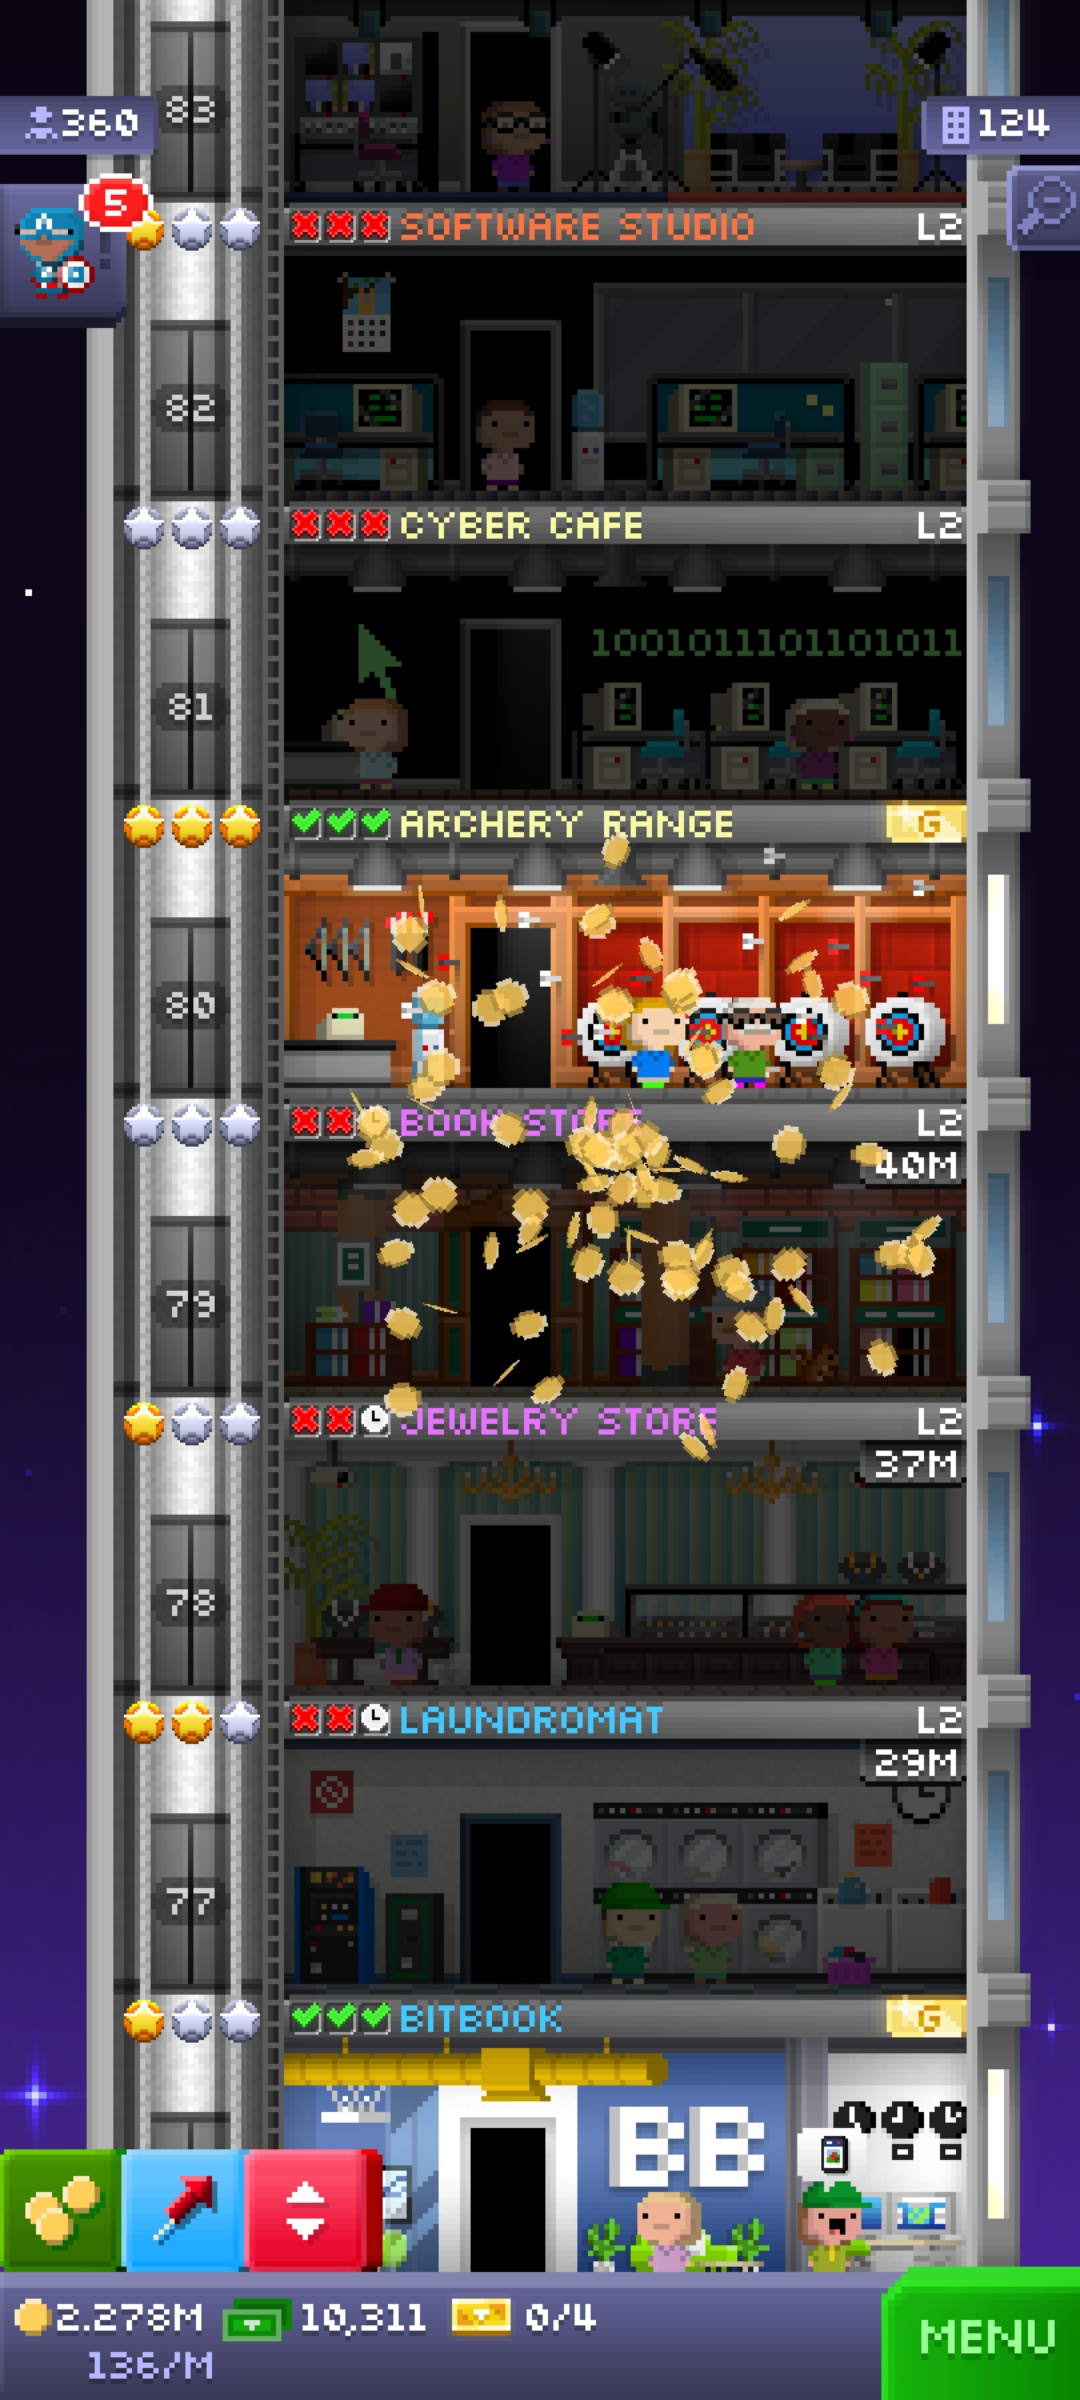 83
360
124
5
SOFTWARE STUDIO
L2
82
CYBER CAFE
L2
1001011101101011
81
ARCHERY RANGE
G
80
BOOK STORE
L2
40M
79
JEWELRY STORE
L2
37M
78
LAUNDROMAT
L2
29M
77
BITBOOK
G
BB
2.278M
10,311
0/4
136/M
MENU